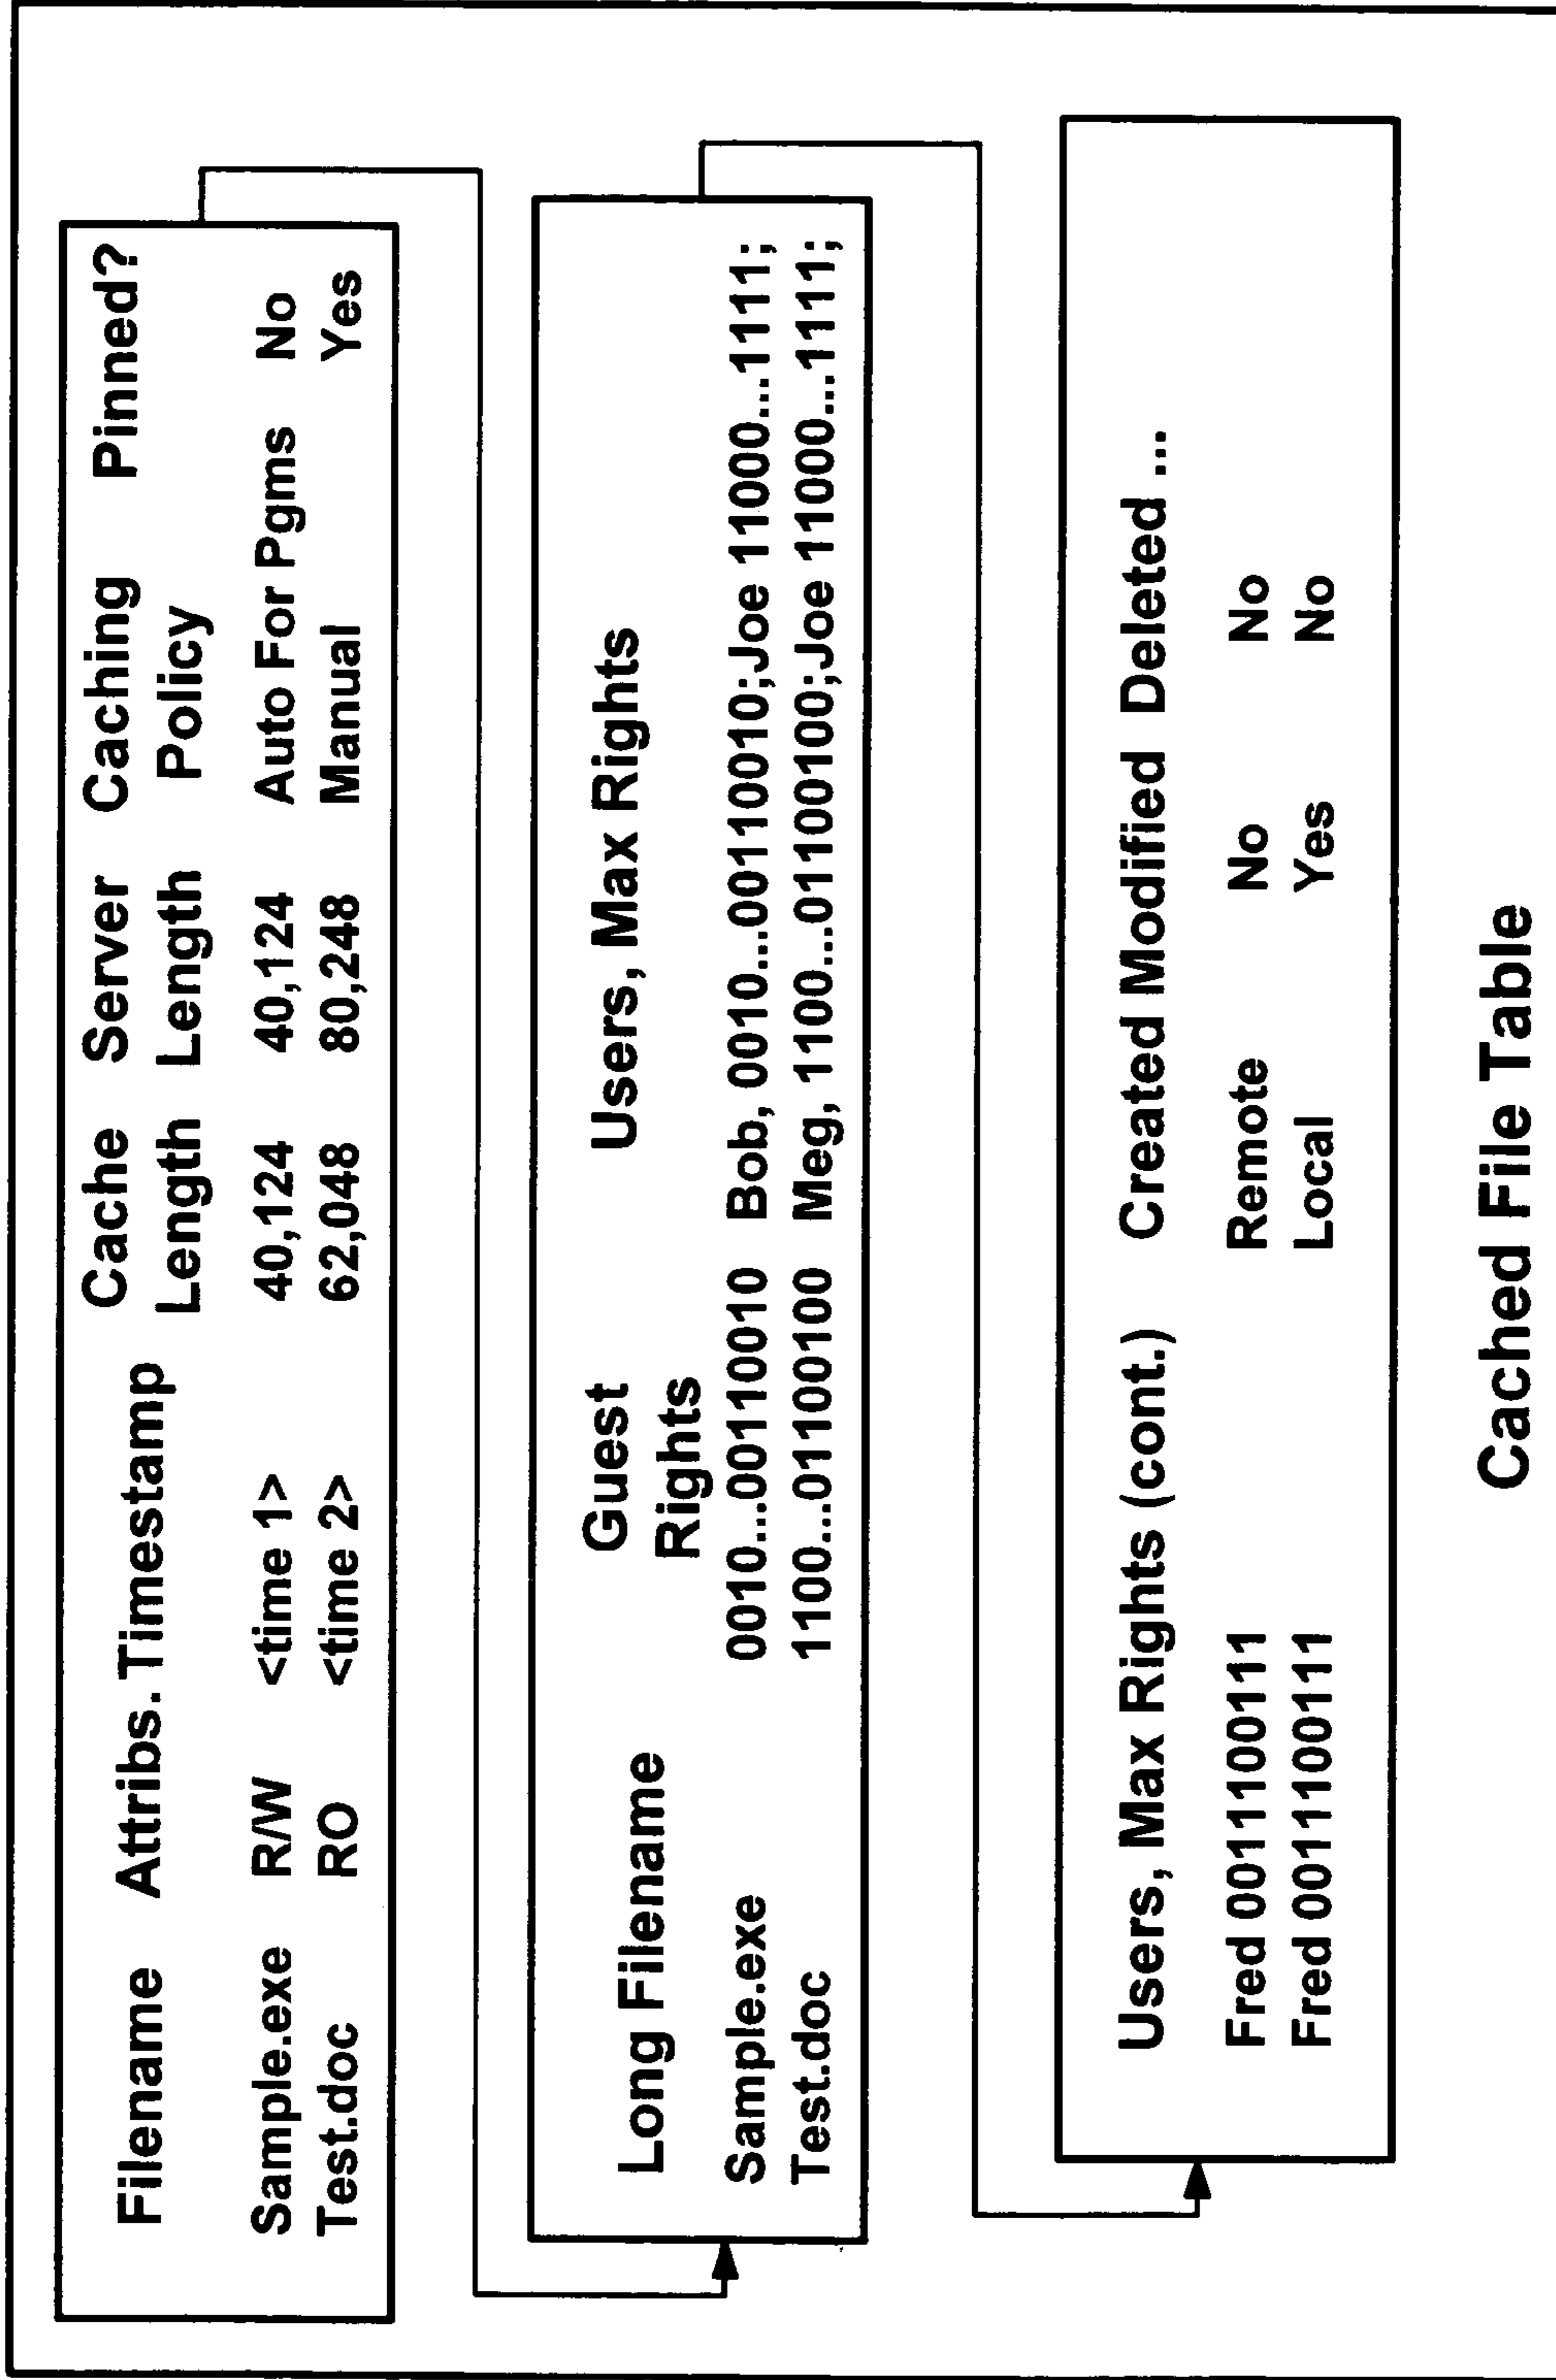 Filename Attribs. Timestamp Cache Length Server Length Caching Policy Pinned?
Sample.exe R/W <time 1> 40,124 40,124 Auto For Pgms No
Test.doc RO <time 2> 62,048 80,248 Manual Yes
Long Filename Guest Rights Users, Max Rights
Sample.exe 0010...00110010 Bob, 0010...00110010;Joe 11000...1111;
Test.doc 1100...01100100 Meg, 1100...01100100;Joe 11000...1111;
Users, Max Rights (cont.) Created Modified Deleted ...
Fred 0011100111 Remote No No
Fred 0011100111 Local Yes No
Cached File Table